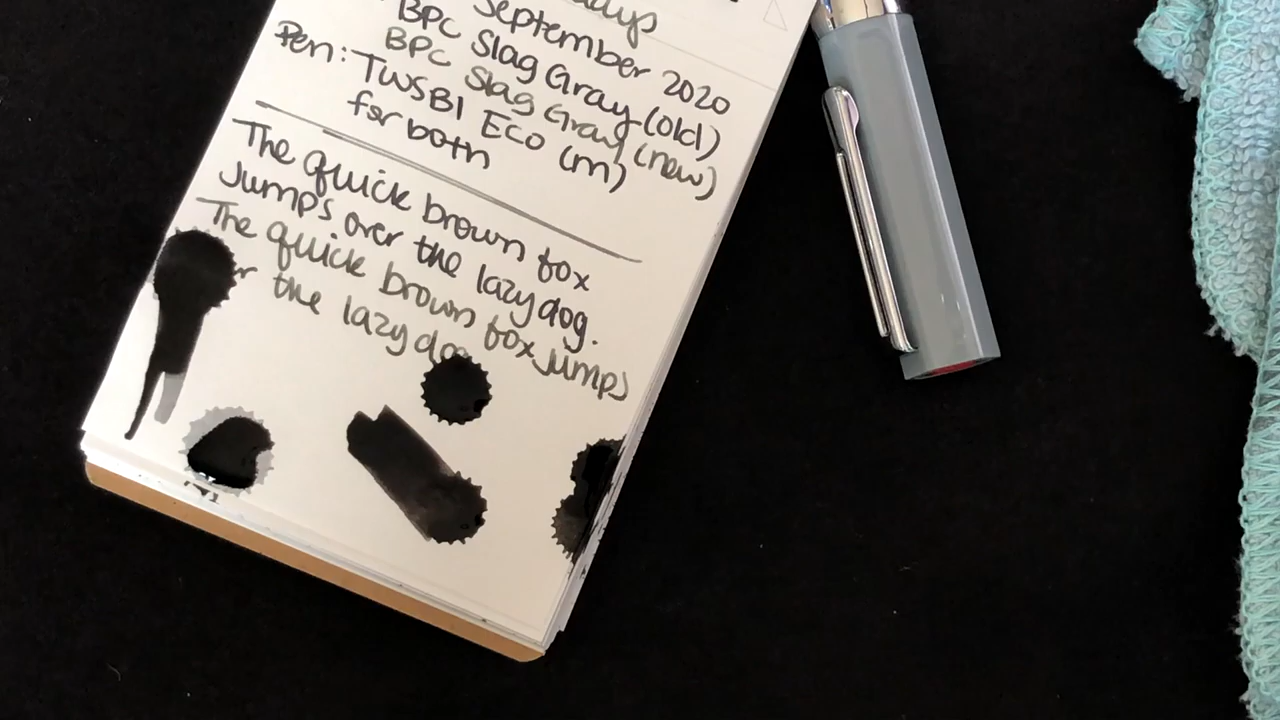 September 2020
BPC Slag Gray (old)
BPC Slag Gray (new)
Pen: TWSBI Eco (m)
for both
The quick brown fox
Jumps over the lazy dog.
The quick brown fox jumps
the lazy